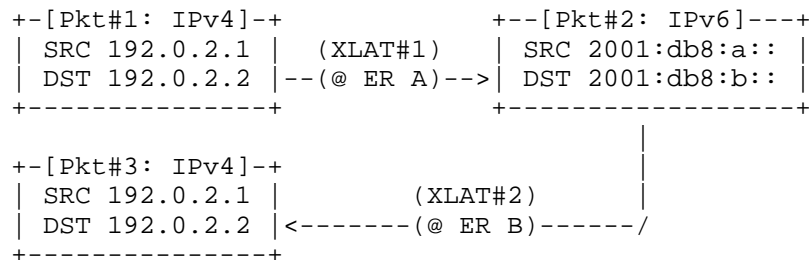 +-[Pkt#1: IPv4]-+               +--[Pkt#2: IPv6]----+
| SRC 192.0.2.1 |   (XLAT#1)    | SRC 2001:db8:a::  |
| DST 192.0.2.2 |--(@ ER A)-->| DST 2001:db8:b::  |
+---------------+               +-------------------+
                                          |
+-[Pkt#3: IPv4]-+                         |
| SRC 192.0.2.1 |         (XLAT#2)        |
| DST 192.0.2.2 |<-------(@ ER B)------/
+---------------+